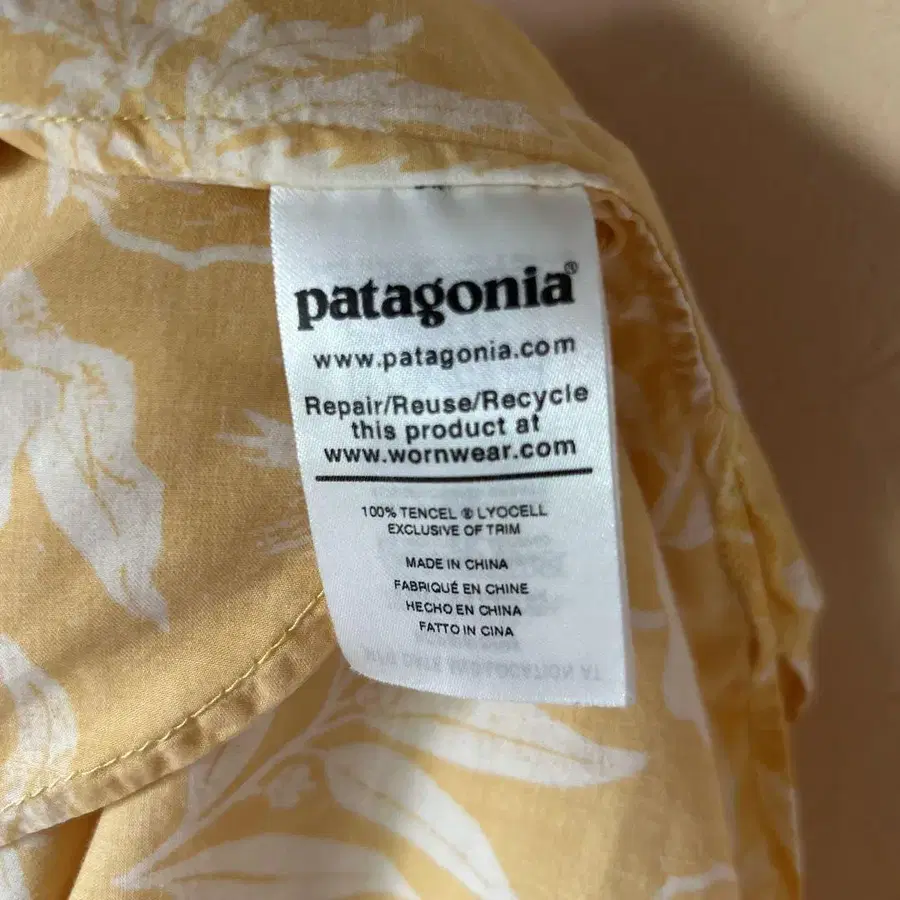 patagonia®
www.patagonia.com
Repair/Reuse/Recycle
this product at
www.wornwear.com
100% TENCEL ® LYOCELL
EXCLUSIVE OF TRIM
MADE IN CHINA
FABRIQUÉ EN CHINE
HECHO EN CHINA
FATTO IN CINA